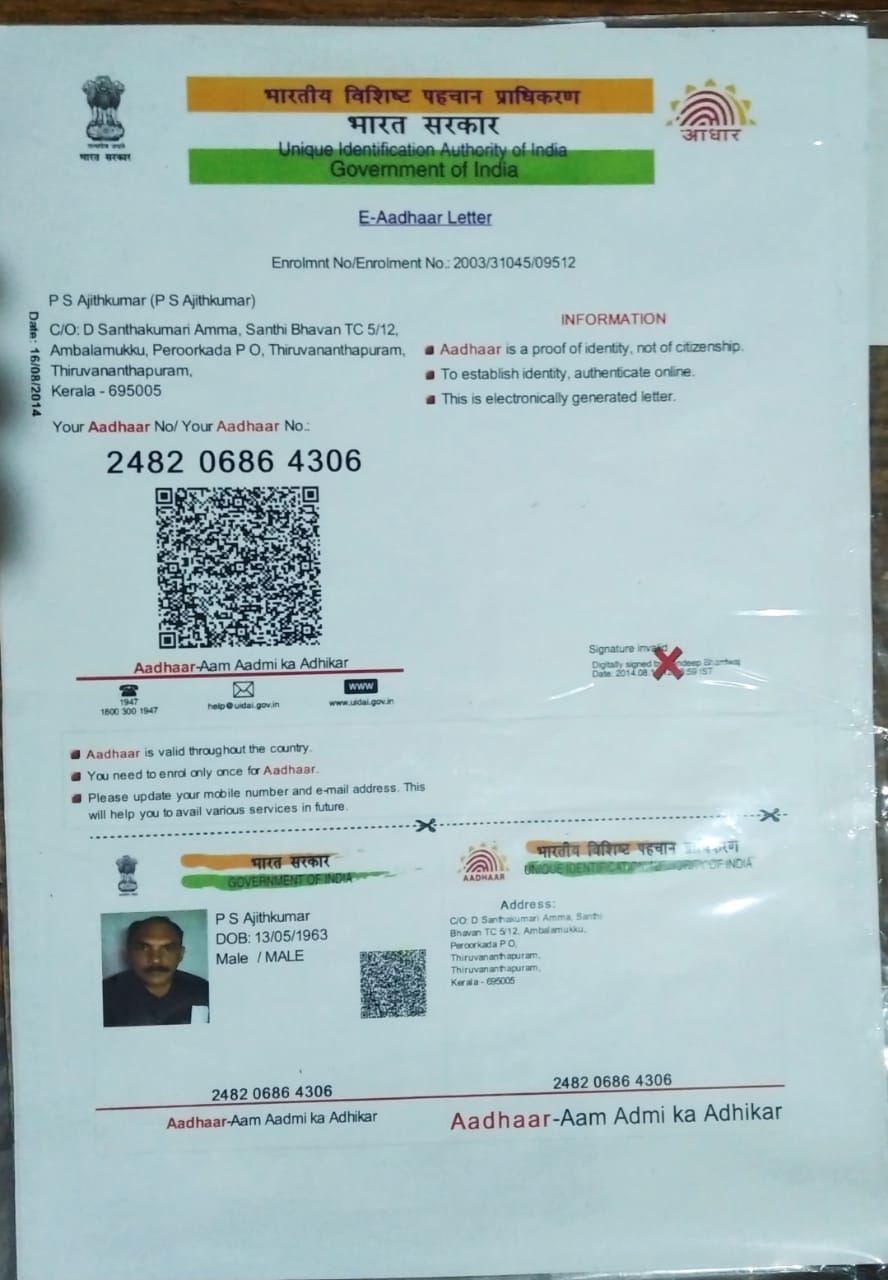 भारतीय विशिष्ट पहचान प्राधिकरण
भारत सरकार
Unique Identification Authority of India
Government of India
भारत सरकार
आधार
E-Aadhaar Letter
Enrolmnt No/Enrolment No.: 2003/31045/09512
Date: 16/08/2014
P S Ajithkumar (P S Ajithkumar)
C/O: D Santhakumari Amma, Santhi Bhavan TC 5/12,
Ambalamukku, Peroorkada P O, Thiruvananthapuram,
Thiruvananthapuram,
Kerala - 695005
Your Aadhaar No/ Your Aadhaar No.:
2482 0686 4306
INFORMATION
Aadhaar is a proof of identity, not of citizenship.
To establish identity, authenticate online.
This is electronically generated letter.
Aadhaar-Aam Aadmi ka Adhikar
1947
1800 300 1947
help@uidai.gov.in
www
www.uidai.gov.in
Signature Invalid
Digitally signed
Date: 2014.08 59 IST
Aadhaar is valid throughout the country.
You need to enrol only once for Aadhaar.
Please update your mobile number and e-mail address. This
will help you to avail various services in future.
भारत सरकार
GOVERNMENT OF INDIA
P S Ajithkumar
DOB: 13/05/1963
Male / MALE
2482 0686 4306
Aadhaar-Aam Aadmi ka Adhikar
AADHAAR
भारतीय विशिष्ट पहचान प्राधिकरण
UNIQUE IDENTIFICATION AUTHORITY OF INDIA
Address:
C/O: D Santhakumari Amma, Santhi
Bhavan TC 5/12, Ambalamukku,
Peroorkada P O,
Thiruvananthapuram,
Thiruvananthapuram,
Kerala - 695005
2482 0686 4306
Aadhaar-Aam Admi ka Adhikar